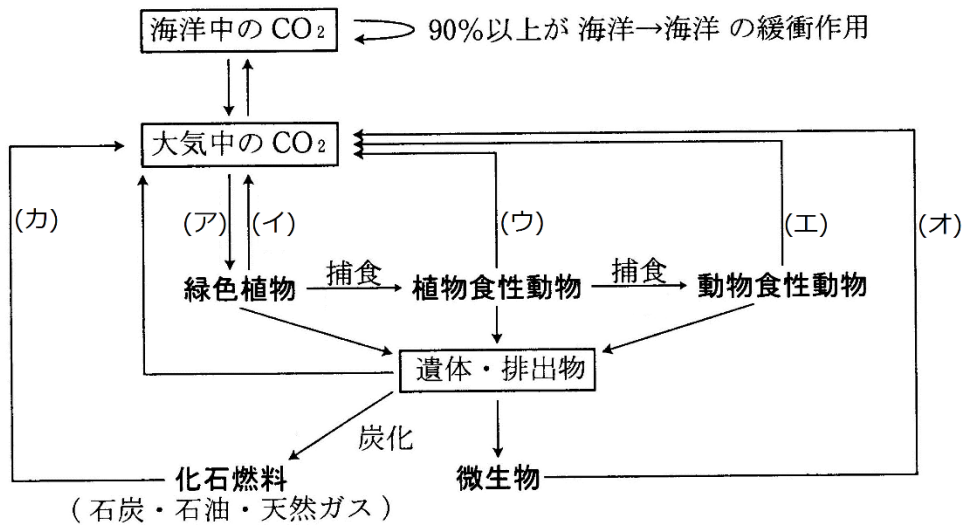 海洋中のCO₂
90%以上が 海洋→海洋 の緩衝作用
大気中のCO₂
(カ)
(ア)
(イ)
(ウ)
(エ)
(オ)
緑色植物
捕食
植物食性動物
捕食
動物食性動物
遺体・排出物
炭化
化石燃料
微生物
(石炭・石油・天然ガス)